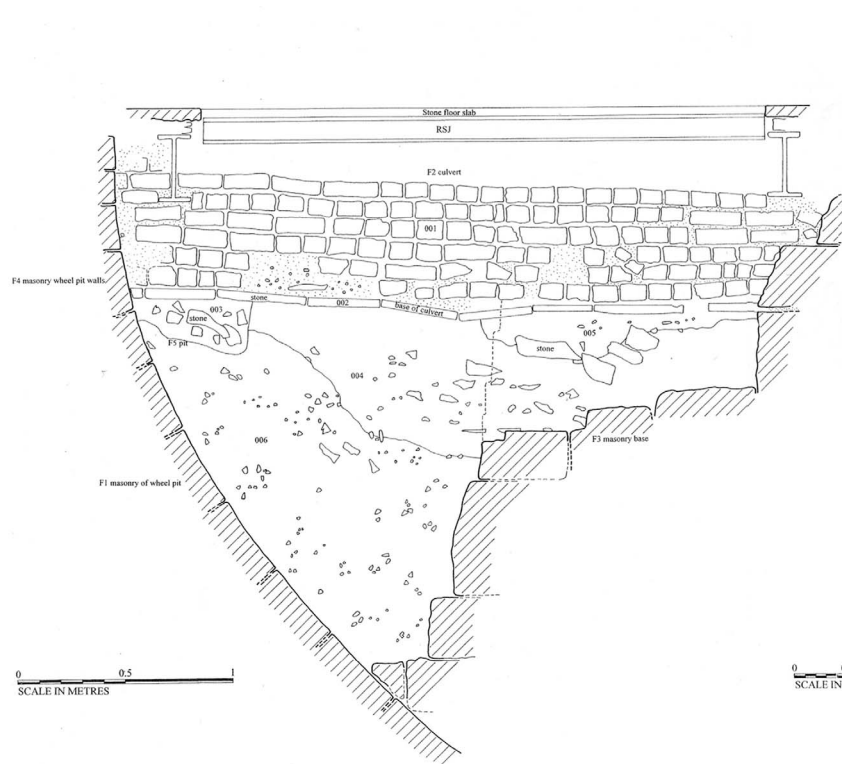 Stone floor slab
RSJ
F2 culvert
001
F4 masonry wheel pit walls
stone
002
base of culvert
003
stone
005
F5 pit
stone
004
006
F3 masonry base
F1 masonry of wheel pit
0 0:5 1
SCALE IN METRES
0
SCALE IN